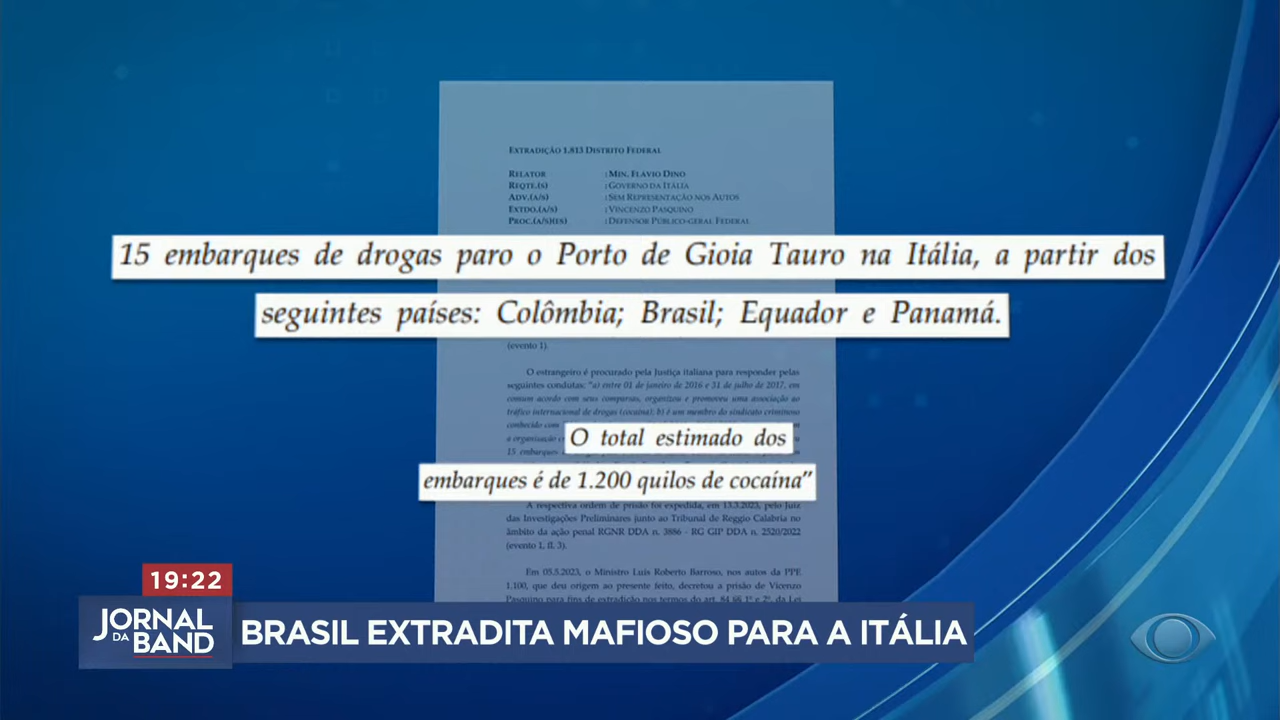 EXTRADIÇÃO 1.813 DISTRITO FEDERAL
RELATOR : MIN. FLÁVIO DINO
REQTE.(S) : GOVERNO DA ITÁLIA
ADV.(A/S) : SEM REPRESENTAÇÃO NOS AUTOS
EXTDO.(A/S) : VINCENZO PASQUINO
PROC.(A/S)(ES) : DEFENSOR PÚBLICO-GERAL FEDERAL
15 embarques de drogas paro o Porto de Gioia Tauro na Itália, a partir dos
seguintes países: Colômbia; Brasil; Equador e Panamá.
(evento 1).
O estrangeiro é procurado pela Justiça italiana para responder pelas
seguintes condutas: "a) entre 01 de janeiro de 2016 e 31 de julho de 2017, em
comum acordo com seus comparsas, organizou e promoveu uma associação ao
tráfico internacional de drogas (cocaína); b) é um membro do sindicato criminoso
conhecido com
O total estimado dos
a organização
15 embarques
embarques é de 1.200 quilos de cocaína"
A respectiva ordem de prisão foi expedida, em 13.3.2023, pelo Juiz
das Investigações Preliminares junto ao Tribunal de Reggio Calabria no
âmbito da ação penal RGNR DDA n. 3886 - RG GIP DDA n. 2520/2022
(evento 1, fl. 3).
Em 05.5.2023, o Ministro Luís Roberto Barroso, nos autos da PPE
1.100, que deu origem ao presente feito, decretou a prisão de Vicenzo
Pasquino para fins de extradição nos termos do art. 84 §§ 1º e 2º, da Lei
19:22
JORNAL DA BAND
BRASIL EXTRADITA MAFIOSO PARA A ITÁLIA